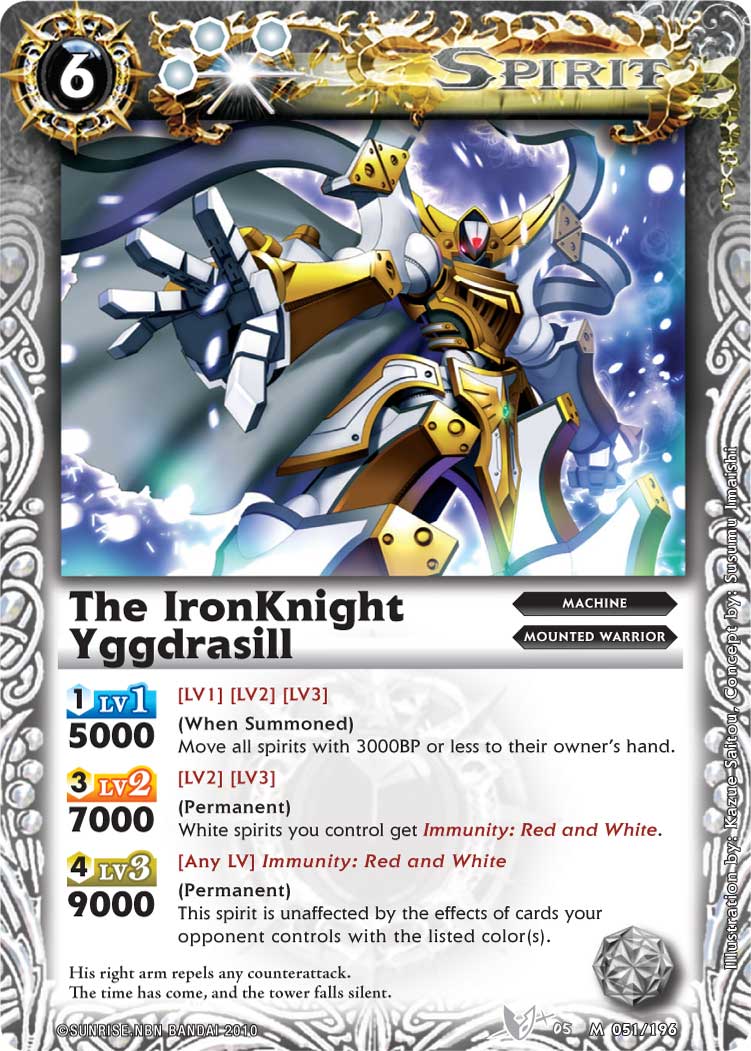 6
SPIRIT
The IronKnight
Yggdrasill
MACHINE
MOUNTED WARRIOR
1 LV1
5000
[LV1] [LV2] [LV3]
(When Summoned)
Move all spirits with 3000BP or less to their owner's hand.
3 LV2
7000
[LV2] [LV3]
(Permanent)
White spirits you control get Immunity: Red and White.
4 LV3
9000
[Any LV] Immunity: Red and White
(Permanent)
This spirit is unaffected by the effects of cards your
opponent controls with the listed color(s).
His right arm repels any counterattack.
The time has come, and the tower falls silent.
©SUNRISE.NBN BANDAI 2010
05 M 051/196
Illustration by: Kazue Saitou, Concept by: Susumu Imaishi